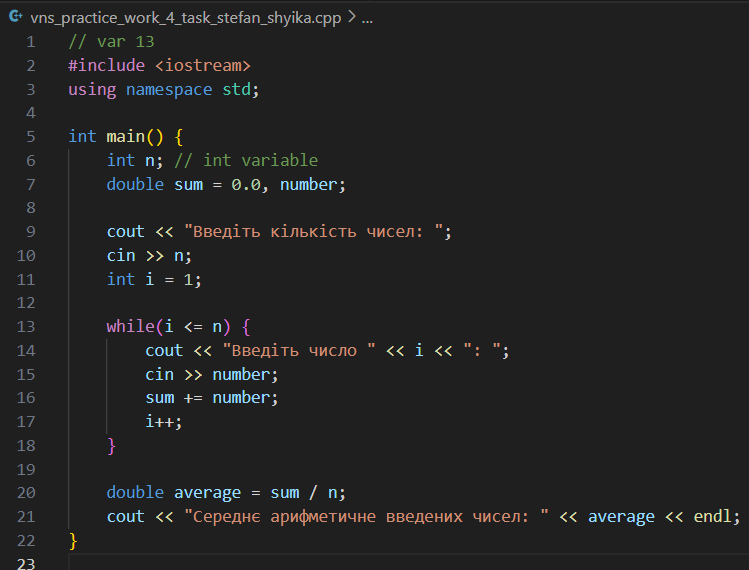 vns_practice_work_4_task_stefan_shyika.cpp > ...
1 // var 13
2 #include <iostream>
3 using namespace std;
4
5 int main() {
6 int n; // int variable
7 double sum = 0.0, number;
8
9 cout << "Введіть кількість чисел: ";
10 cin >> n;
11 int i = 1;
12
13 while(i <= n) {
14 cout << "Введіть число " << i << ": ";
15 cin >> number;
16 sum += number;
17 i++;
18 }
19
20 double average = sum / n;
21 cout << "Середнє арифметичне введених чисел: " << average << endl;
22 }
23